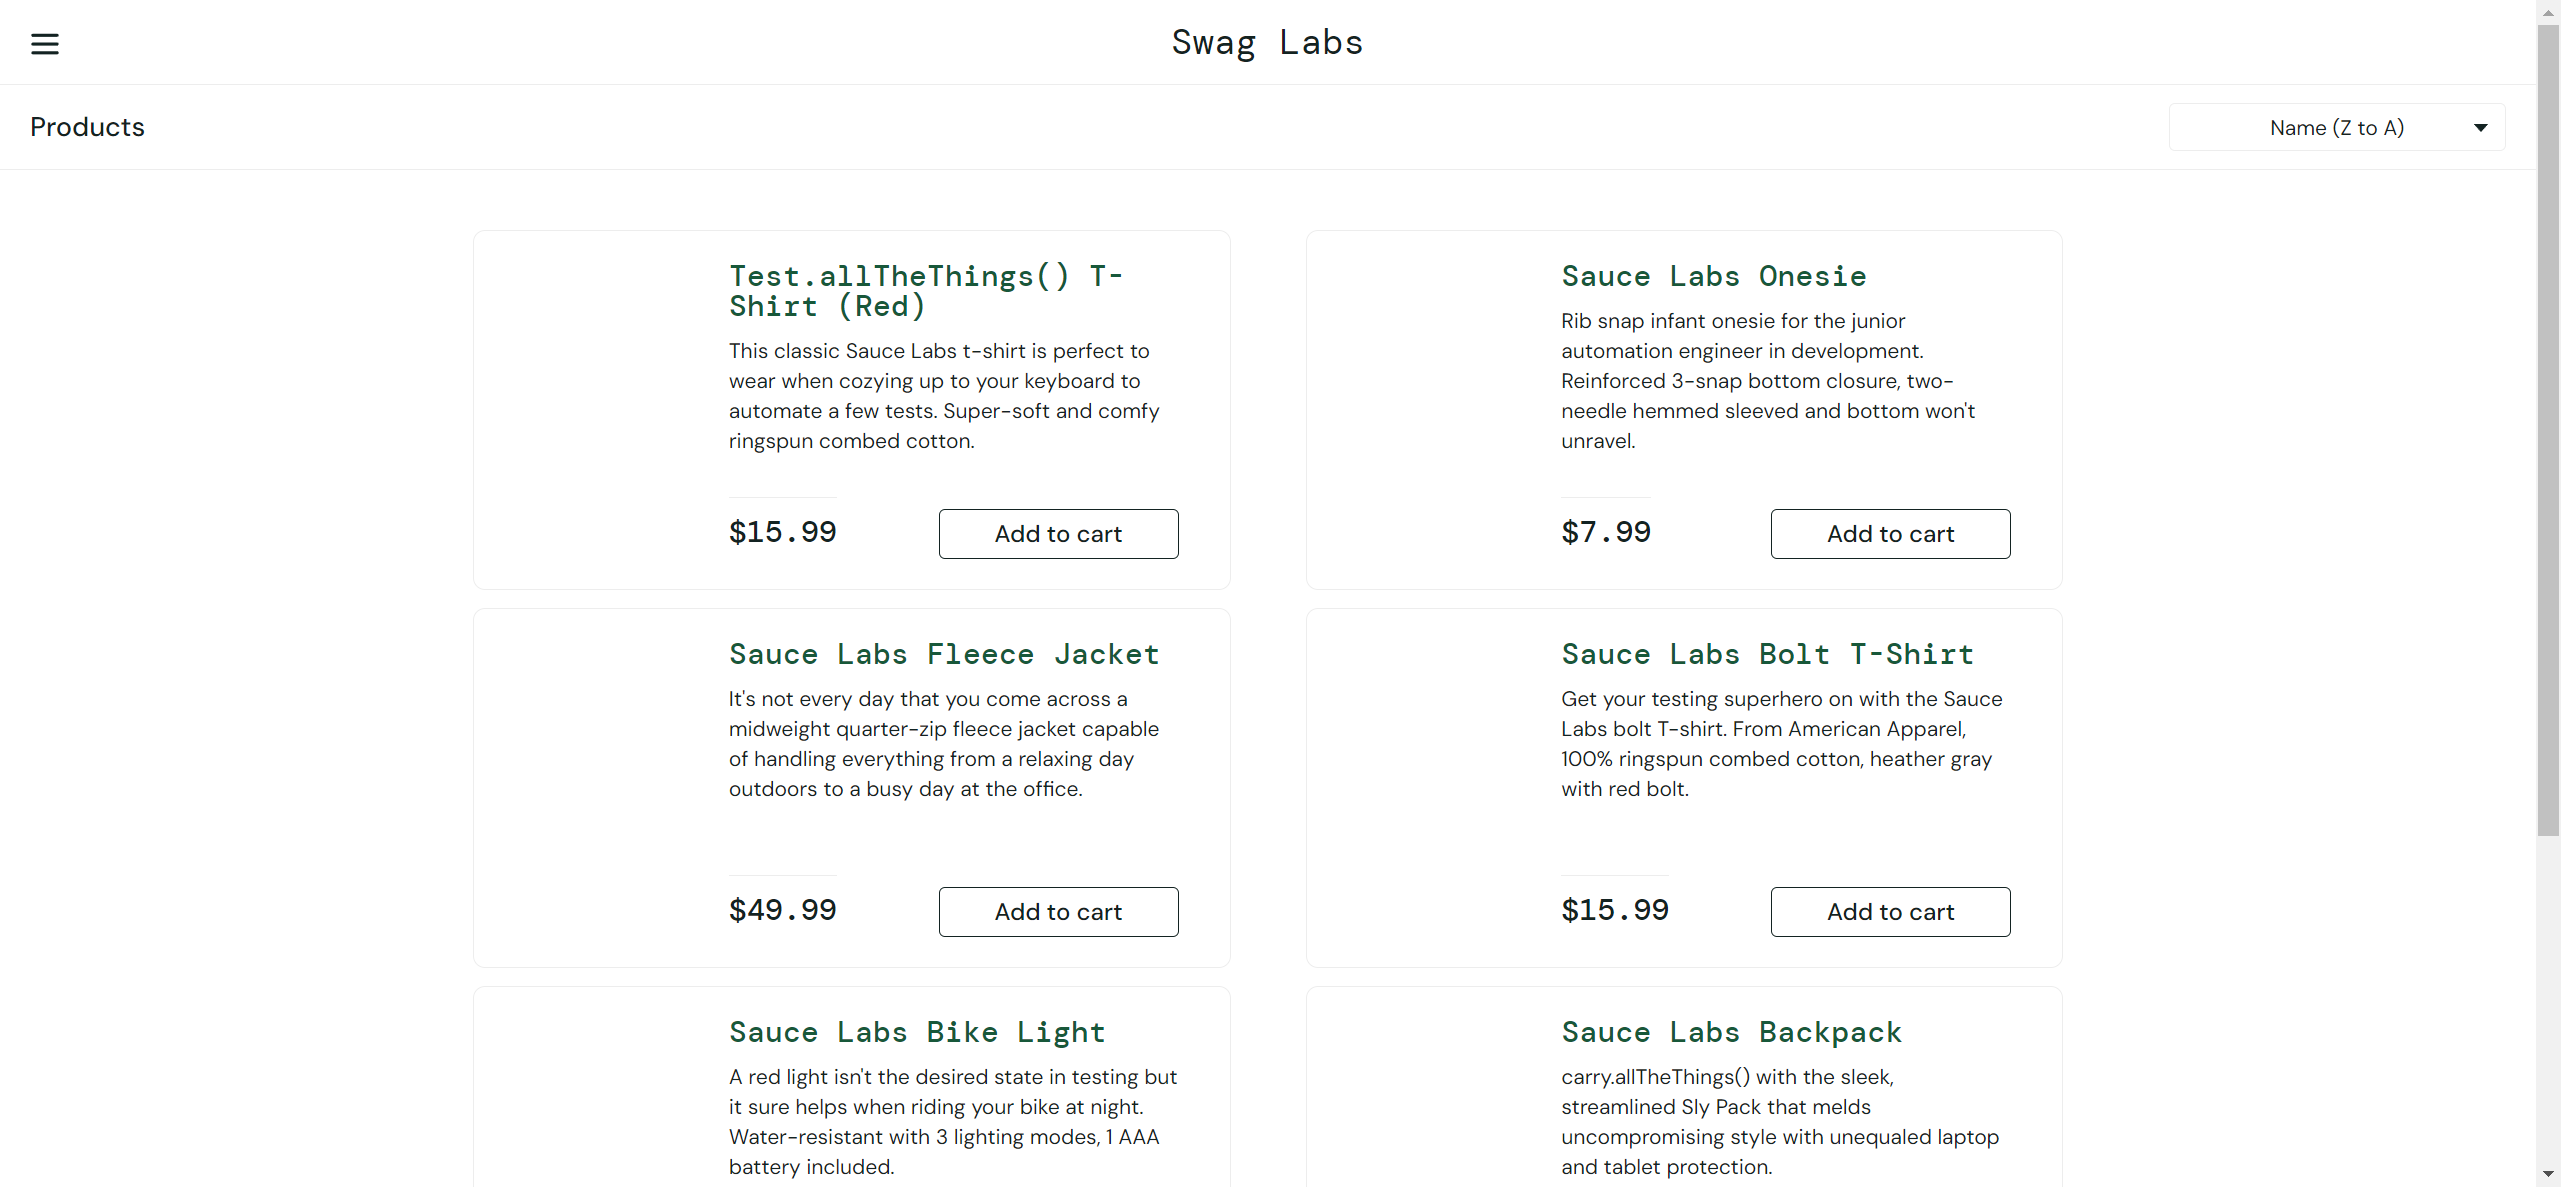 Swag Labs
Products
Name (Z to A)
Test.allTheThings() T-
Shirt (Red)
This classic Sauce Labs t-shirt is perfect to
wear when cozying up to your keyboard to
automate a few tests. Super-soft and comfy
ringspun combed cotton.
$15.99
Add to cart
Sauce Labs Onesie
Rib snap infant onesie for the junior
automation engineer in development.
Reinforced 3-snap bottom closure, two-
needle hemmed sleeved and bottom won't
unravel.
$7.99
Add to cart
Sauce Labs Fleece Jacket
It's not every day that you come across a
midweight quarter-zip fleece jacket capable
of handling everything from a relaxing day
outdoors to a busy day at the office.
$49.99
Add to cart
Sauce Labs Bolt T-Shirt
Get your testing superhero on with the Sauce
Labs bolt T-shirt. From American Apparel,
100% ringspun combed cotton, heather gray
with red bolt.
$15.99
Add to cart
Sauce Labs Bike Light
A red light isn't the desired state in testing but
it sure helps when riding your bike at night.
Water-resistant with 3 lighting modes, 1 AAA
battery included.
Sauce Labs Backpack
carry.allTheThings() with the sleek,
streamlined Sly Pack that melds
uncompromising style with unequaled laptop
and tablet protection.